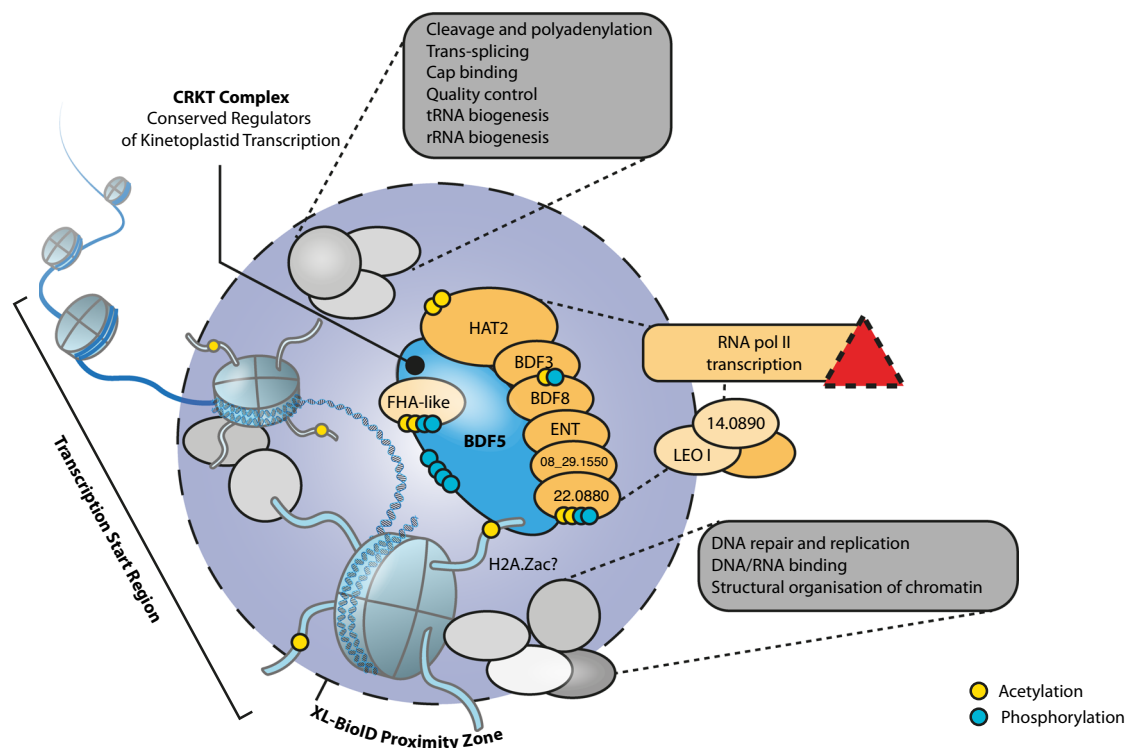 Cleavage and polyadenylation
Trans-splicing
Cap binding
Quality control
tRNA biogenesis
rRNA biogenesis
CRKT Complex
Conserved Regulators
of Kinetoplastid Transcription
HAT2
BDF3
BDF8
FHA-like
BDF5
ENT
08_29.1550
22.0880
RNA pol II
transcription
14.0890
LEO I
H2A.Zac?
DNA repair and replication
DNA/RNA binding
Structural organisation of chromatin
Transcription Start Region
XL-BioID Proximity Zone
Acetylation
Phosphorylation